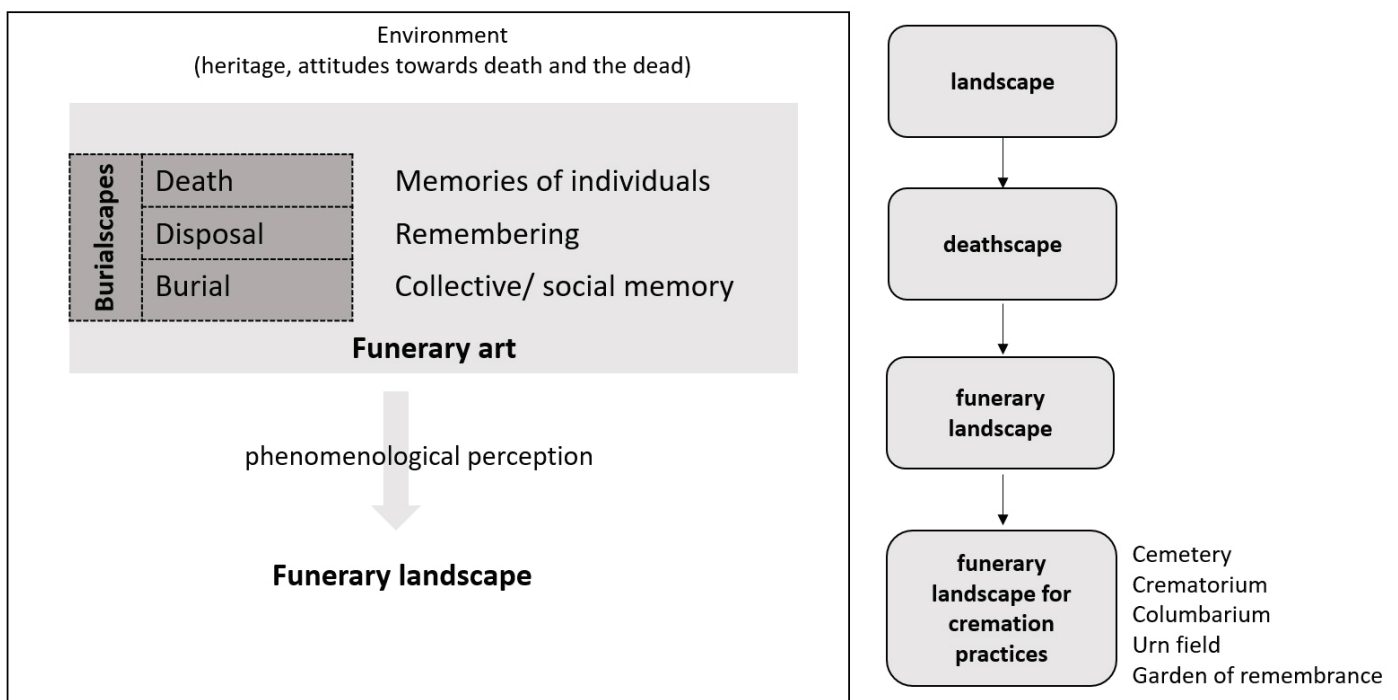 Environment
(heritage, attitudes towards death and the dead)
Burialscapes
Death
Disposal
Burial
Memories of individuals
Remembering
Collective/ social memory
Funerary art
phenomenological perception
Funerary landscape
landscape
deathscape
funerary
landscape
funerary
landscape for
cremation
practices
Cemetery
Crematorium
Columbarium
Urn field
Garden of remembrance